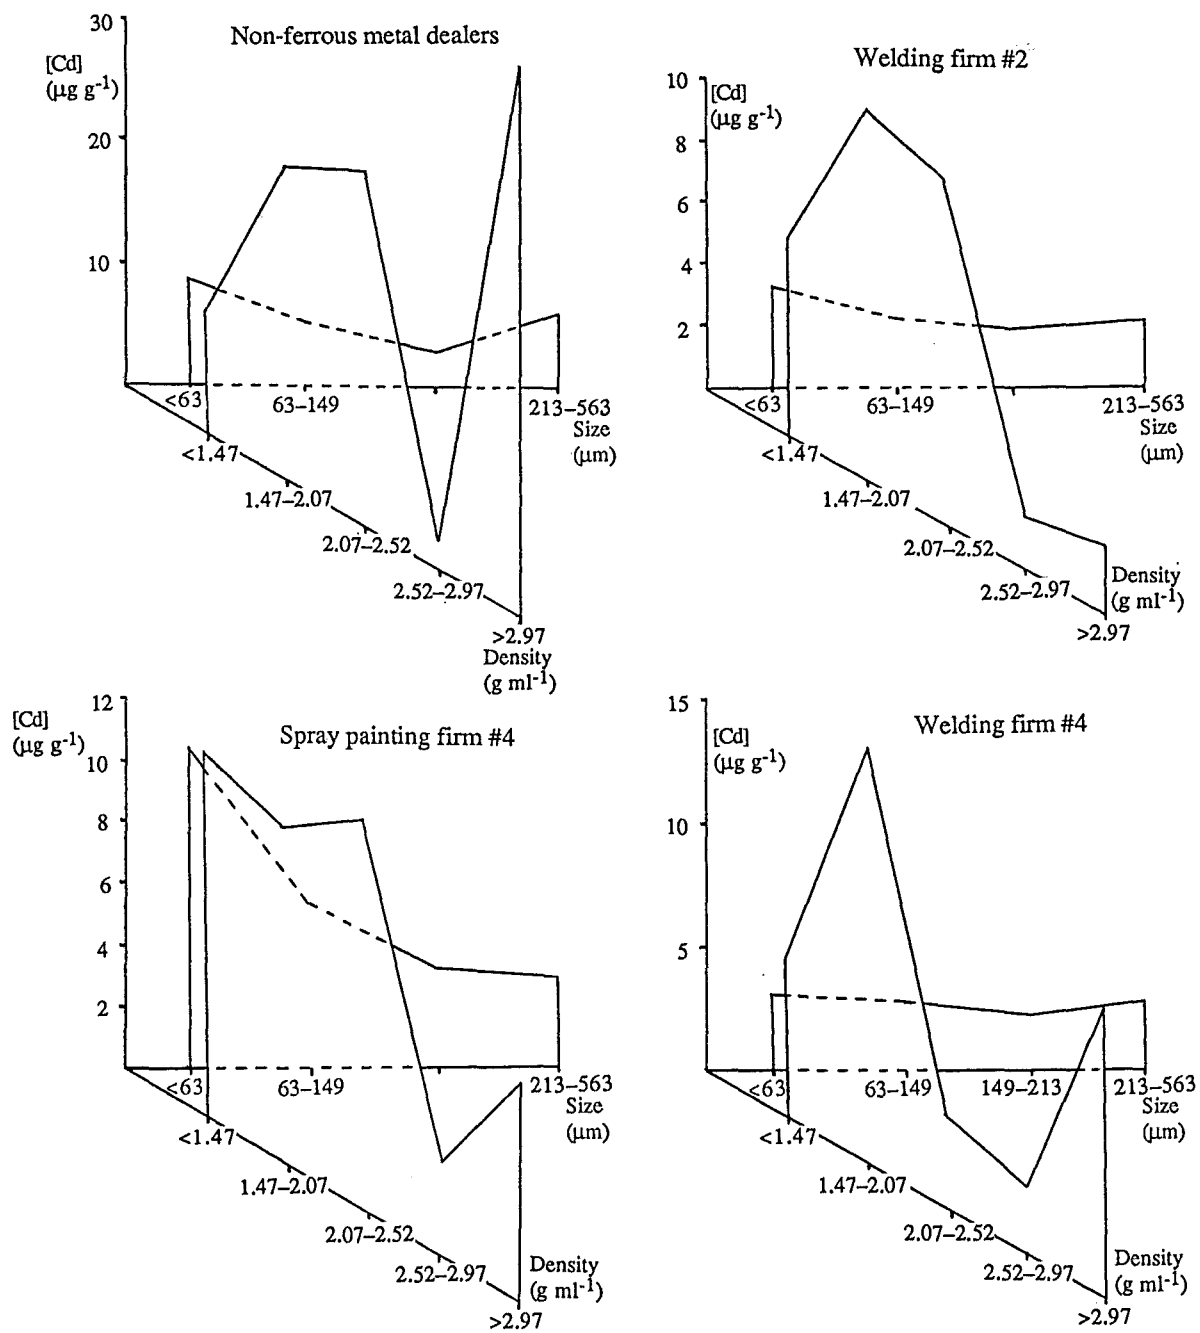 Non-ferrous metal dealers
30
[Cd]
(µg g⁻¹)
20
10
<63
63–149
213–563
Size
(µm)
<1.47
1.47–2.07
2.07–2.52
2.52–2.97
>2.97
Density
(g ml⁻¹)
Welding firm #2
10
[Cd]
(µg g⁻¹)
8
6
4
2
<63
63–149
213–563
Size
(µm)
<1.47
1.47–2.07
2.07–2.52
2.52–2.97
Density
(g ml⁻¹)
>2.97
Spray painting firm #4
12
[Cd]
(µg g⁻¹)
10
8
6
4
2
<63
63–149
213–563
Size
(µm)
<1.47
1.47–2.07
2.07–2.52
2.52–2.97
Density
(g ml⁻¹)
>2.97
Welding firm #4
15
[Cd]
(µg g⁻¹)
10
5
<63
63–149
149–213
213–563
Size
(µm)
<1.47
1.47–2.07
2.07–2.52
2.52–2.97
Density
(g ml⁻¹)
>2.97